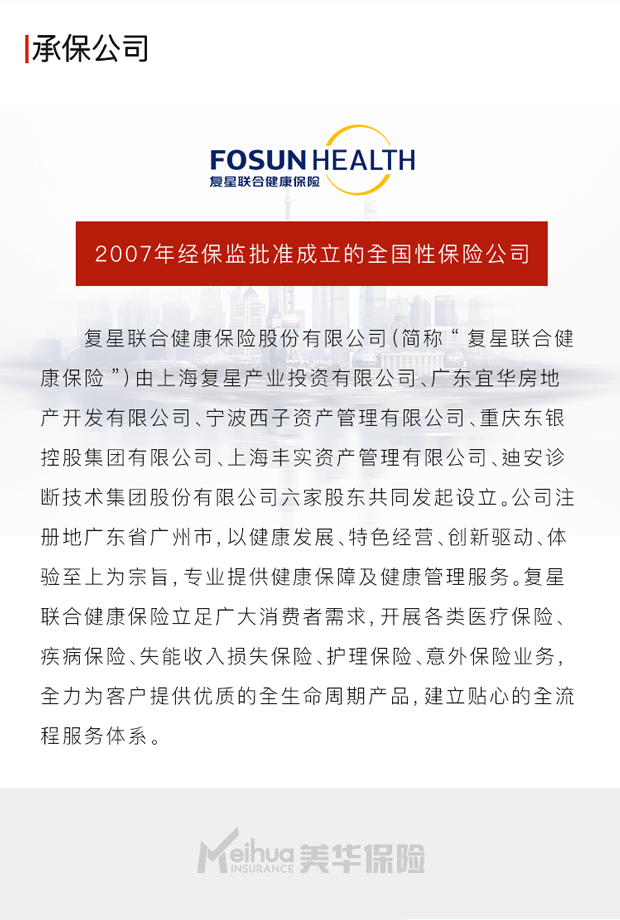 承保公司
FOSUN HEALTH
复星联合健康保险
2007年经保监批准成立的全国性保险公司
复星联合健康保险股份有限公司(简称“复星联合健
康保险”)由上海复星产业投资有限公司、广东宜华房地
产开发有限公司、宁波西子资产管理有限公司、重庆东银
控股集团有限公司、上海丰实资产管理有限公司、迪安诊
断技术集团股份有限公司六家股东共同发起设立。公司注
册地广东省广州市,以健康发展、特色经营、创新驱动、体
验至上为宗旨,专业提供健康保障及健康管理服务。复星
联合健康保险立足广大消费者需求,开展各类医疗保险、
疾病保险、失能收入损失保险、护理保险、意外保险业务,
全力为客户提供优质的全生命周期产品,建立贴心的全流
程服务体系。
Meihua 美华保险
INSURANCE